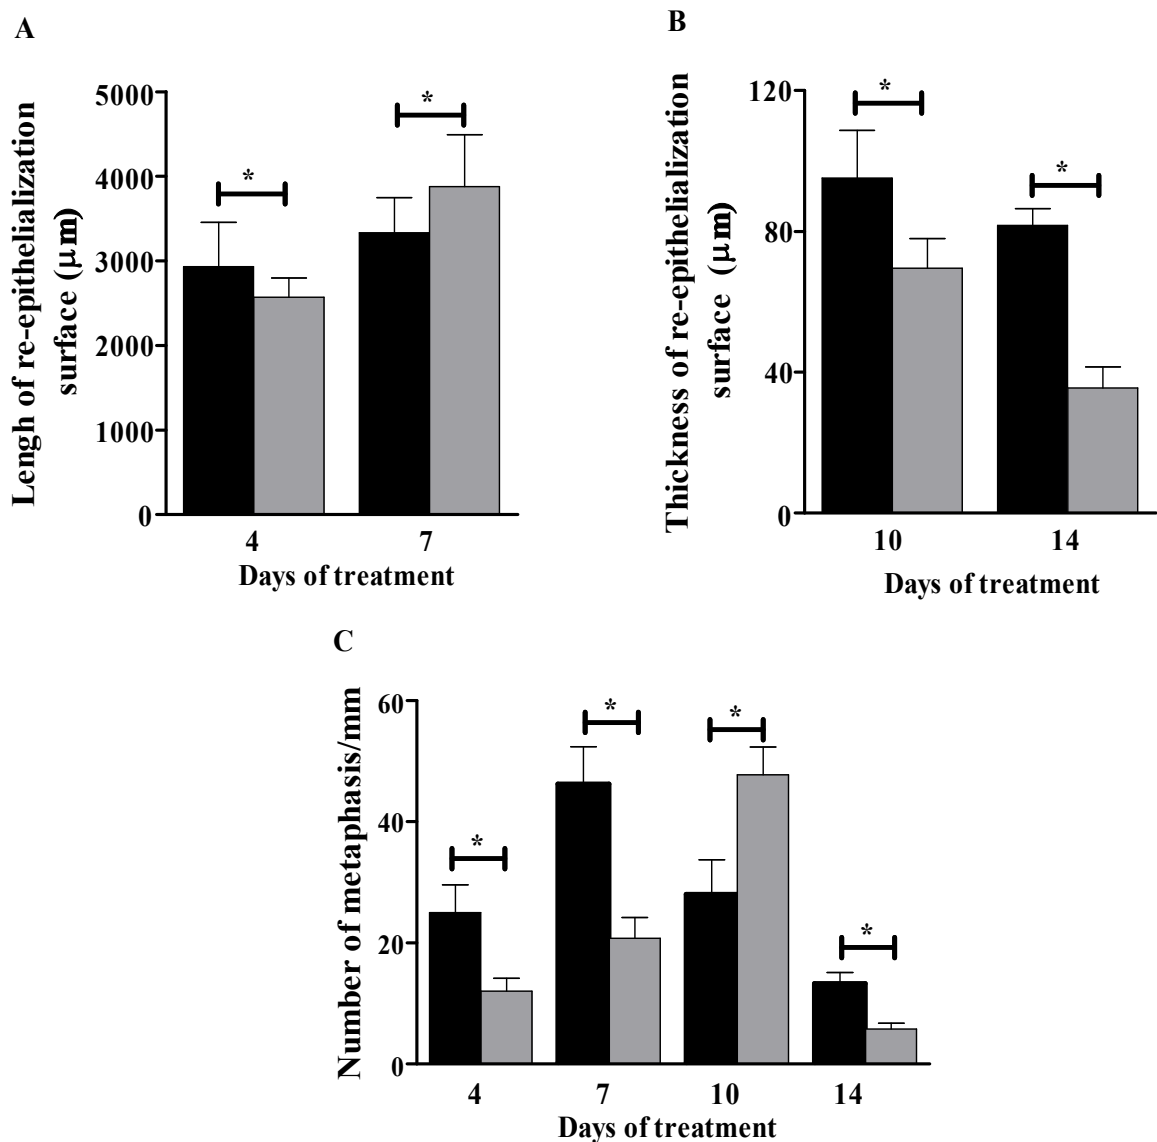 A
Lengh of re-epithelialization
surface (μm)
5000
4000
3000
2000
1000
0
*
*
4
7
Days of treatment
B
Thickness of re-epithelialization
surface (μm)
120
80
40
0
*
*
10
14
Days of treatment
C
Number of metaphasis/mm
60
40
20
0
*
*
*
*
4
7
10
14
Days of treatment